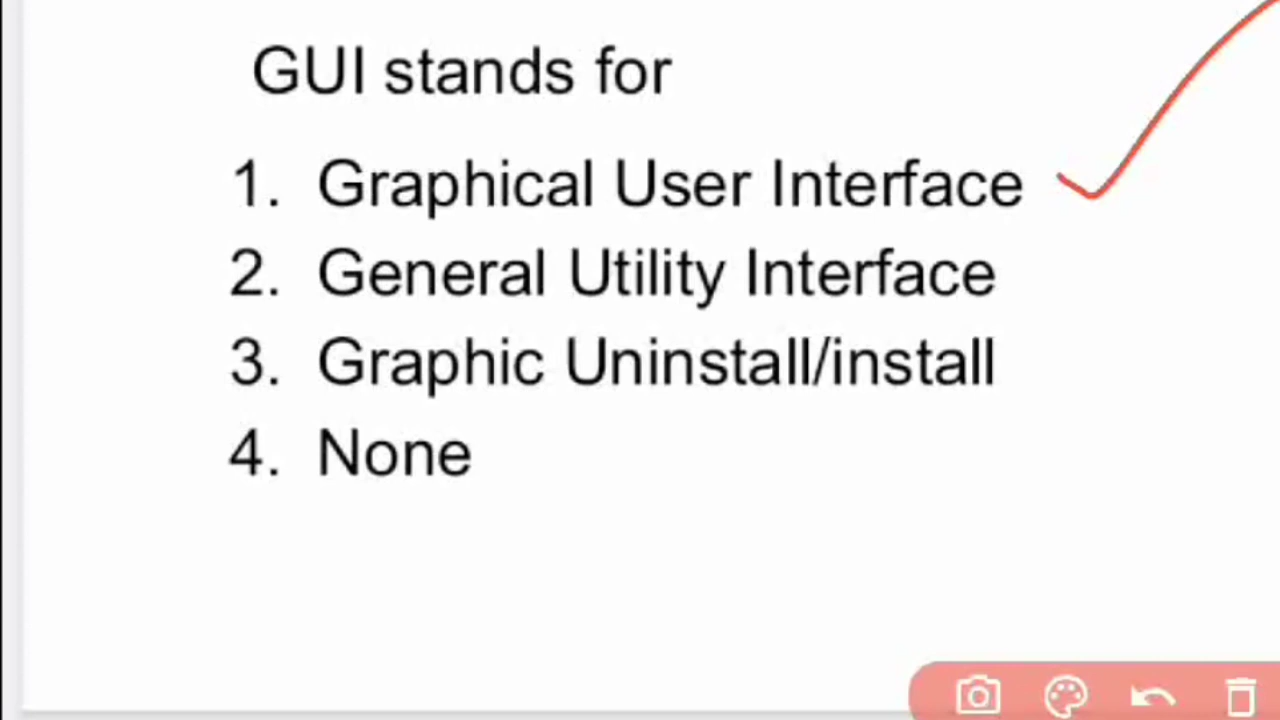 GUI stands for
1. Graphical User Interface
2. General Utility Interface
3. Graphic Uninstall/install
4. None